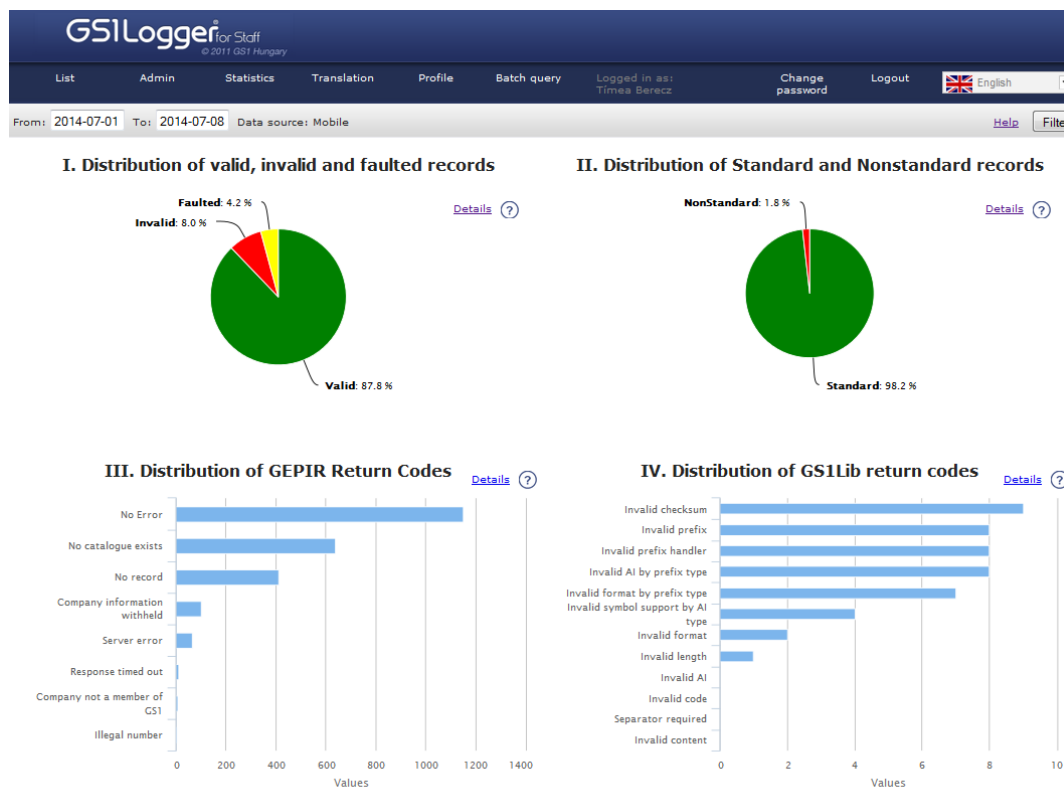 GS1Logger for Staff
© 2011 GS1 Hungary
List Admin Statistics Translation Profile Batch query Logged in as: Change password Logout English
Tímea Berecz
From: 2014-07-01 To: 2014-07-08 Data source: Mobile Help Filte
I. Distribution of valid, invalid and faulted records
Details ?
Faulted: 4.2 %
Invalid: 8.0 %
Valid: 87.8 %
II. Distribution of Standard and Nonstandard records
Details ?
NonStandard: 1.8 %
Standard: 98.2 %
III. Distribution of GEPIR Return Codes
Details ?
No Error
No catalogue exists
No record
Company information
withheld
Server error
Response timed out
Company not a member of
GS1
Illegal number
0 200 400 600 800 1000 1200 1400
Values
IV. Distribution of GS1Lib return codes
Details ?
Invalid checksum
Invalid prefix
Invalid prefix handler
Invalid AI by prefix type
Invalid format by prefix type
Invalid symbol support by AI
type
Invalid format
Invalid length
Invalid AI
Invalid code
Separator required
Invalid content
0 2 4 6 8 10
Values